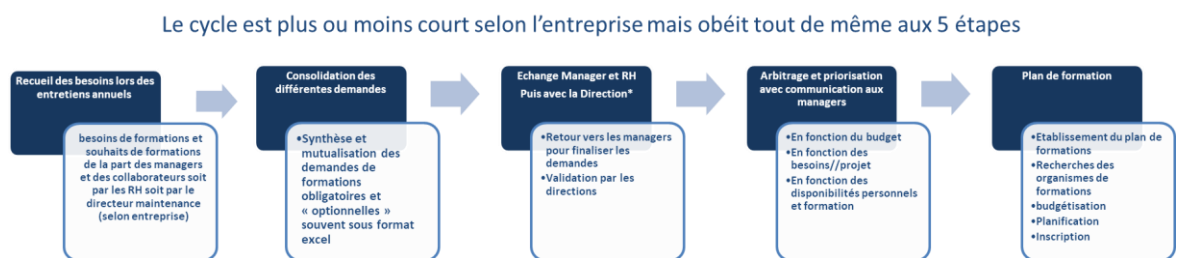 Le cycle est plus ou moins court selon l'entreprise mais obéit tout de même aux 5 étapes
Recueil des besoins lors des
entretiens annuels
besoins de formations et
souhaits de formations
de la part des managers
et des collaborateurs soit
par les RH soit par le
directeur maintenance
(selon entreprise)
Consolidation des
différentes demandes
•Synthèse et
mutualisation des
demandes de
formations
obligatoires et
« optionnelles »
souvent sous format
excel
Echange Manager et RH
Puis avec la Direction*
•Retour vers les managers
pour finaliser les
demandes
•Validation par les
directions
Arbitrage et priorisation
avec communication aux
managers
•En fonction du budget
•En fonction des
besoins//projet
•En fonction des
disponibilités personnels
et formation
Plan de formation
•Etablissement du plan de
formations
•Recherches des
organismes de
formations
•budgétisation
•Planification
•Inscription